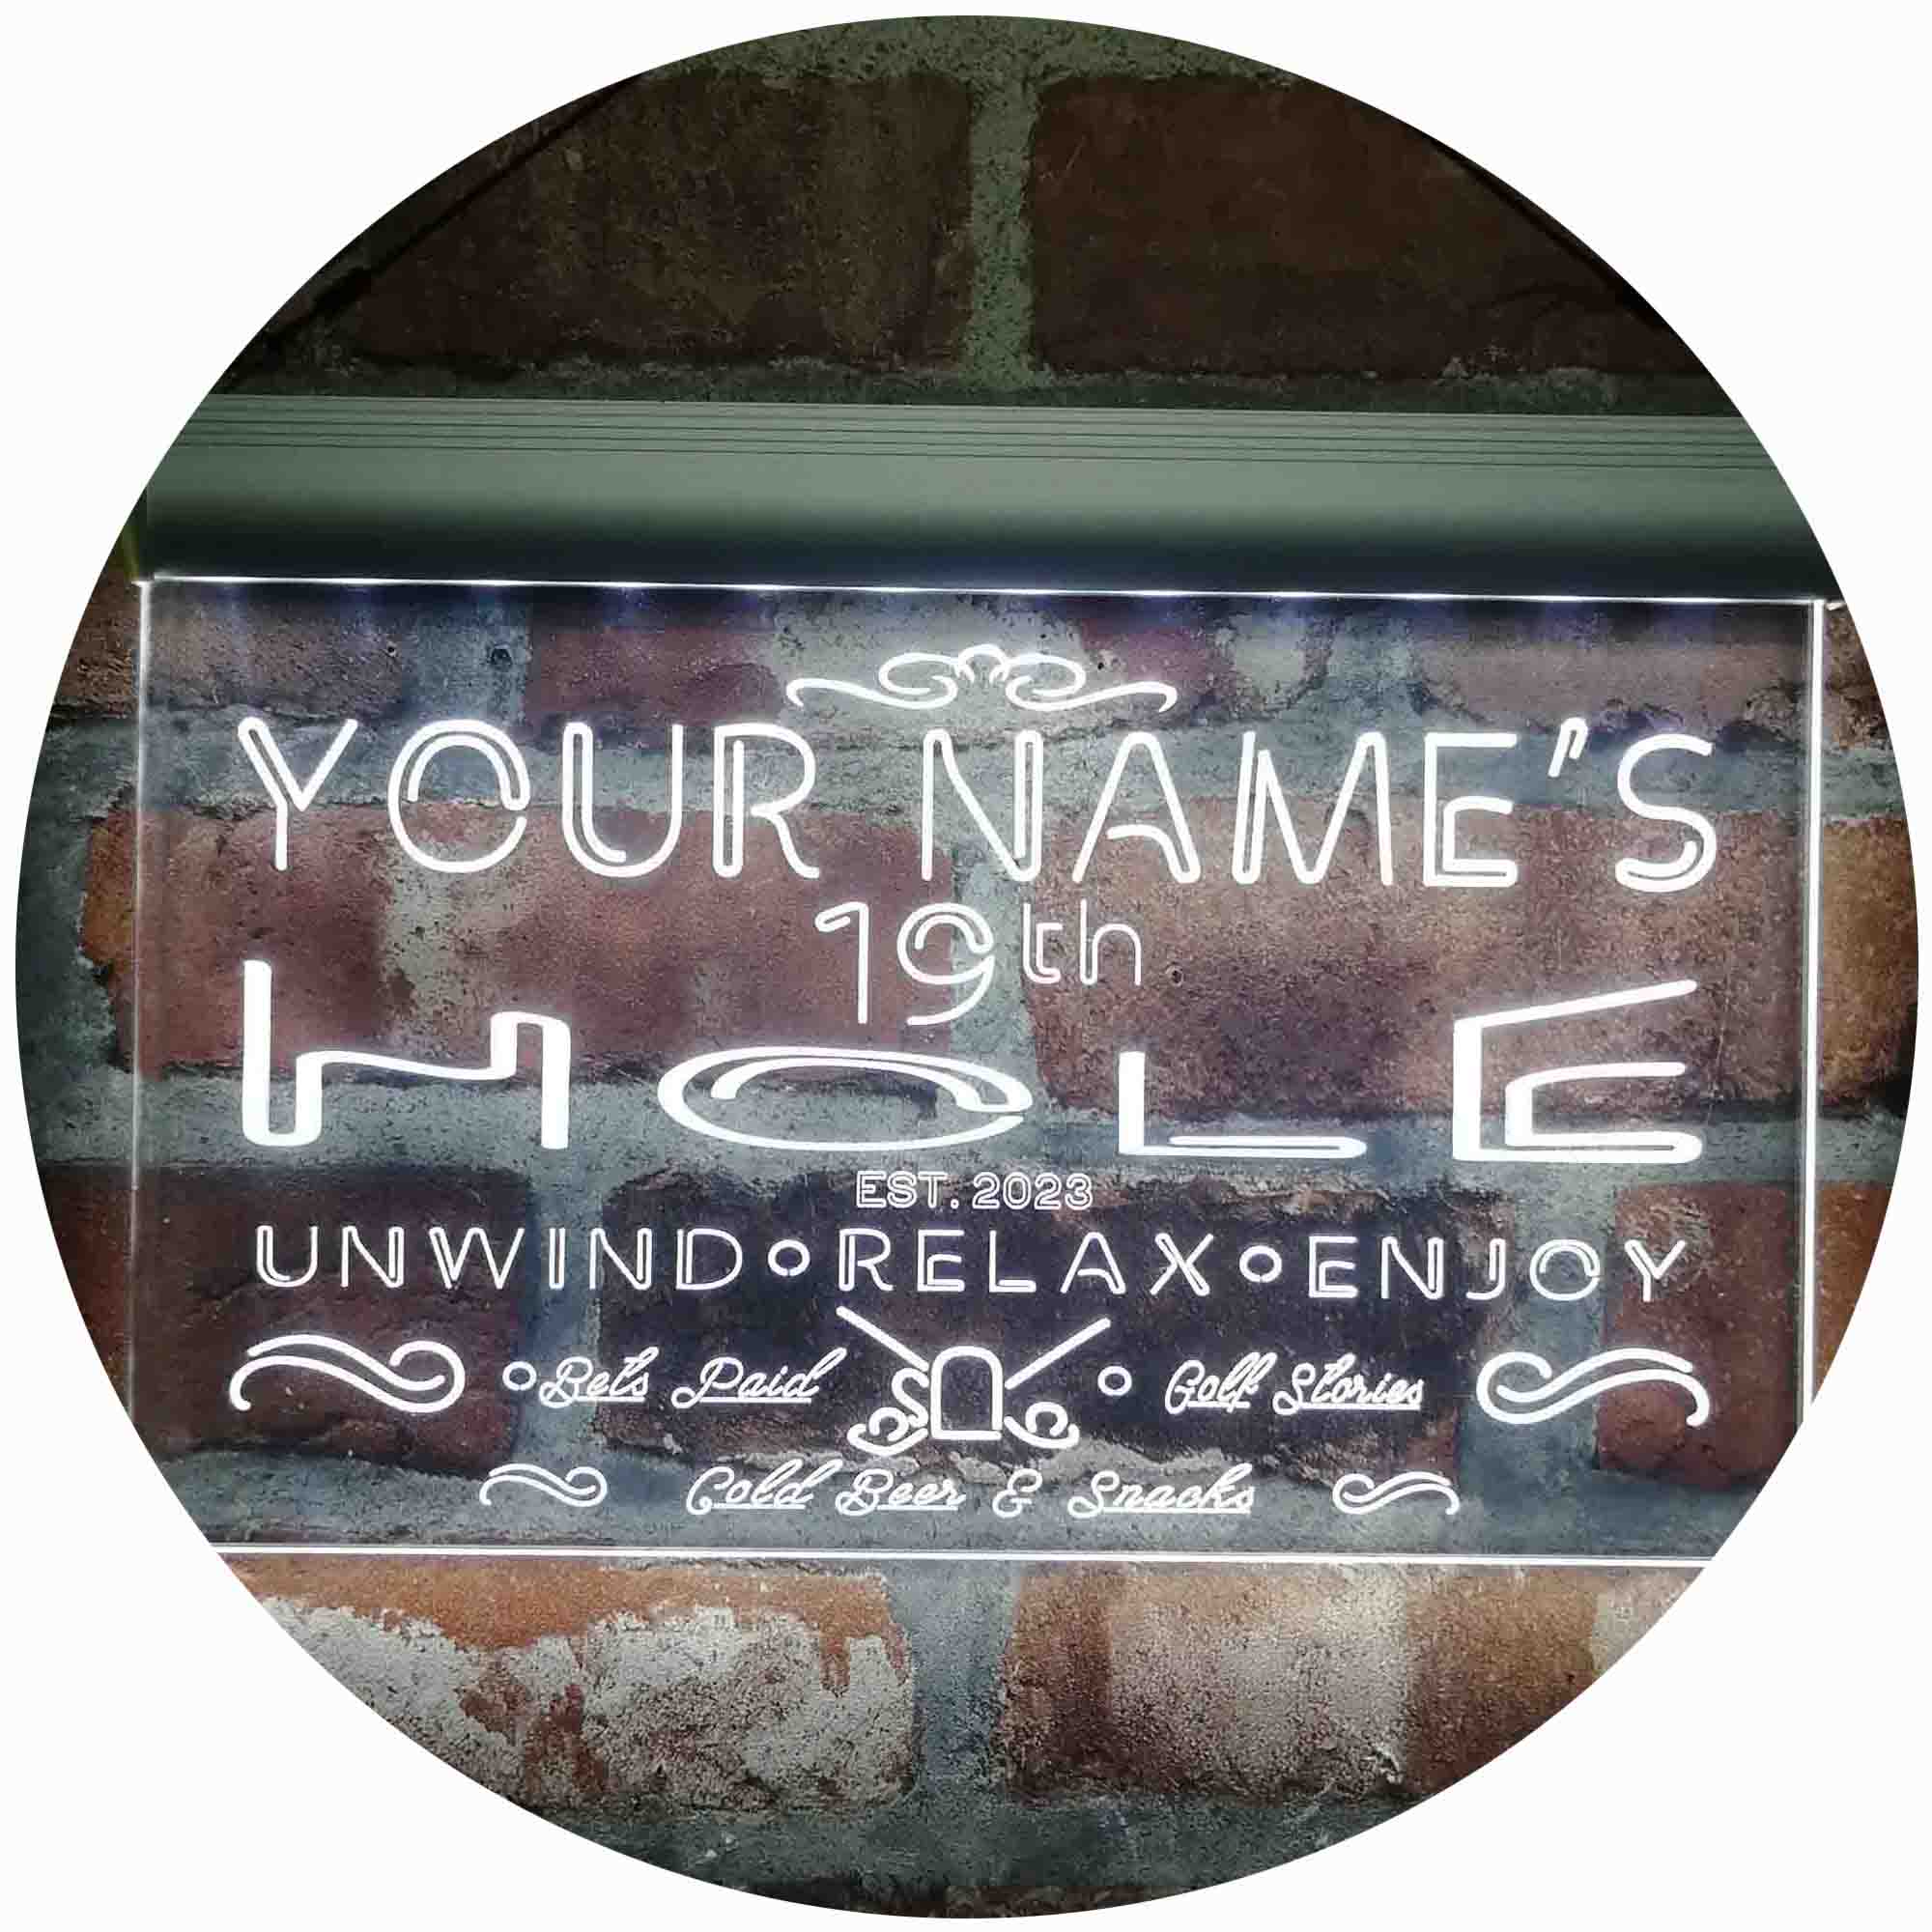 YOUR NAME'S
19th
HOLE
EST. 2023
UNWIND RELAX ENJOY
Bets Paid Golf Stories
Cold Beer & Snacks